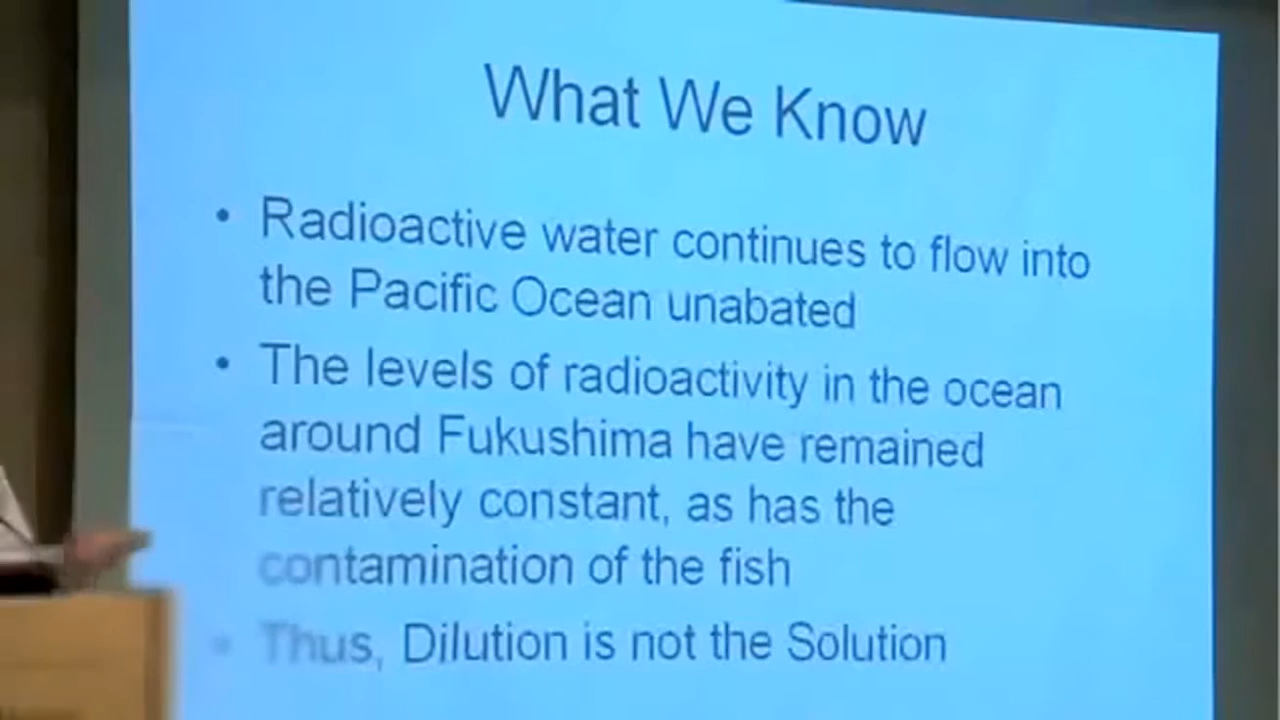 What We Know
• Radioactive water continues to flow into
the Pacific Ocean unabated
• The levels of radioactivity in the ocean
around Fukushima have remained
relatively constant, as has the
contamination of the fish
• Thus, Dilution is not the Solution